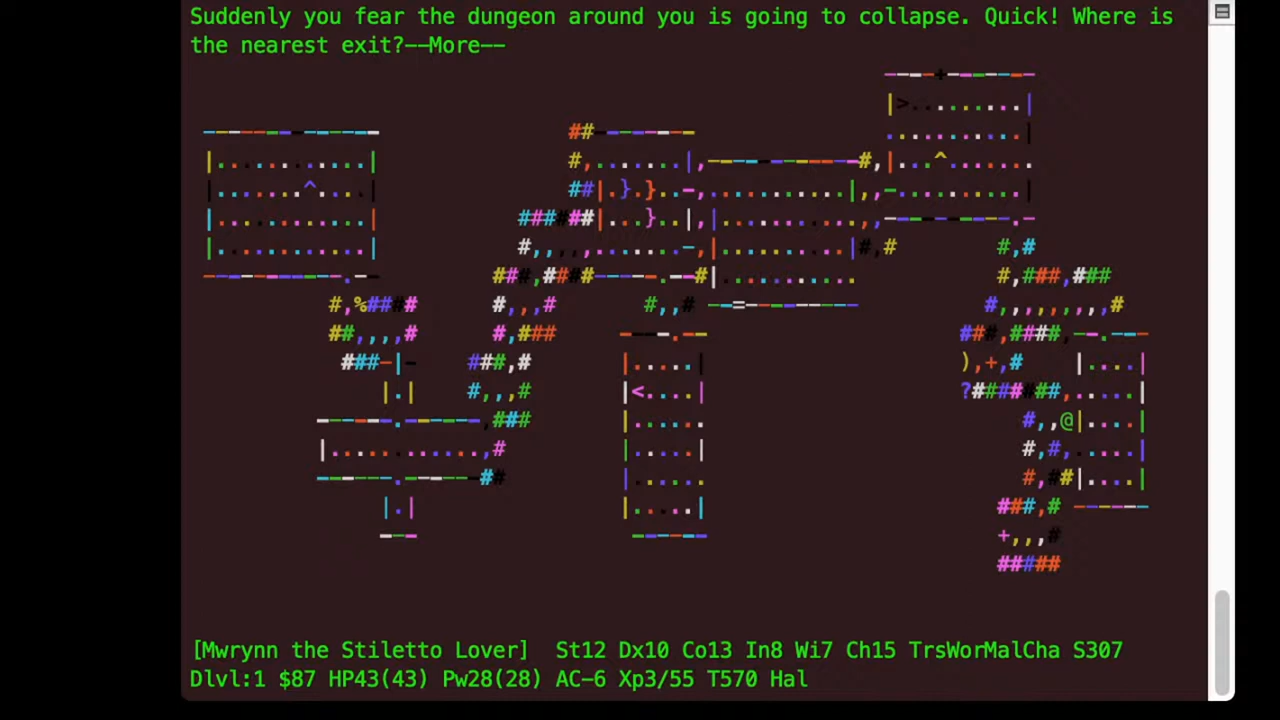 Suddenly you fear the dungeon around you is going to collapse. Quick! Where is
the nearest exit?--More--
[Mwrynn the Stiletto Lover] St12 Dx10 Co13 In8 Wi7 Ch15 TrsWorMalCha S307
Dlvl:1 $87 HP43(43) Pw28(28) AC-6 Xp3/55 T570 Hal